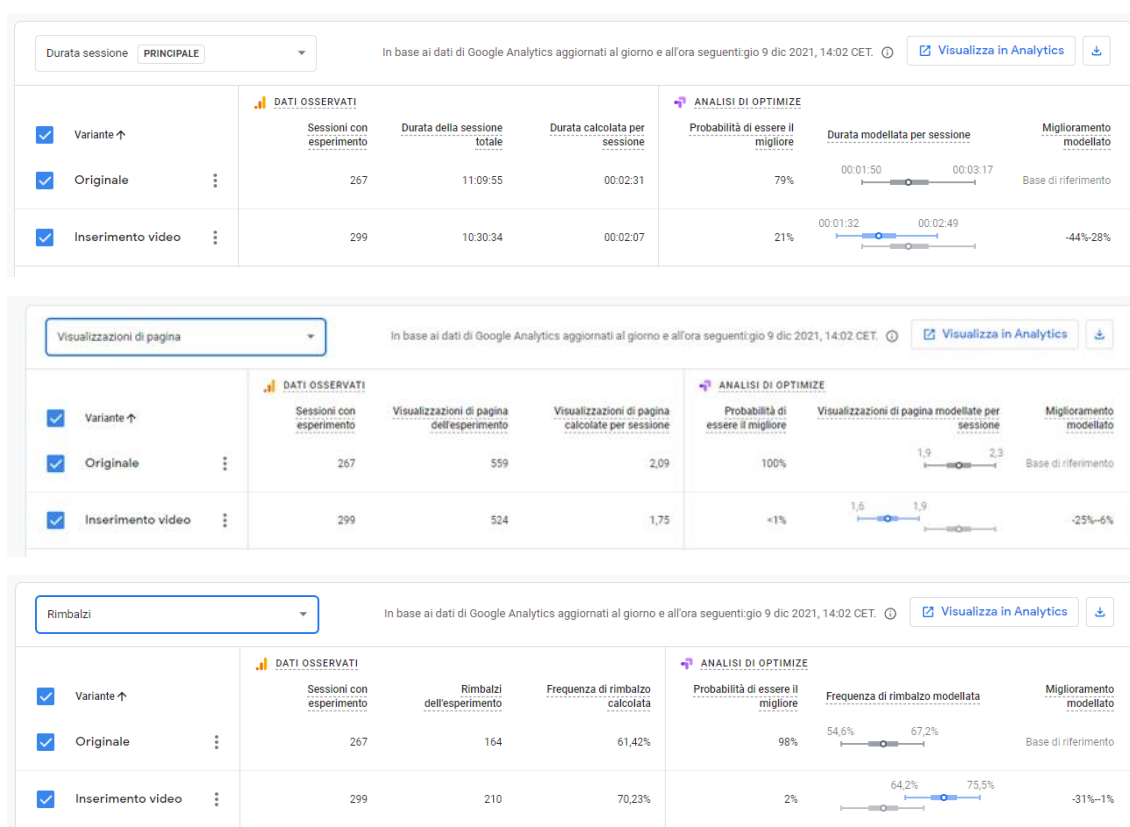 Durata sessione PRINCIPALE
In base ai dati di Google Analytics aggiornati al giorno e all'ora seguenti:gio 9 dic 2021, 14:02 CET.
Visualizza in Analytics
DATI OSSERVATI
ANALISI DI OPTIMIZE
Variante
Sessioni con esperimento
Durata della sessione totale
Durata calcolata per sessione
Probabilità di essere il migliore
Durata modellata per sessione
Miglioramento modellato
Originale
267
11:09:55
00:02:31
79%
00:01:50
00:03:17
Base di riferimento
Inserimento video
299
10:30:34
00:02:07
21%
00:01:32
00:02:49
-44%-28%
Visualizzazioni di pagina
In base ai dati di Google Analytics aggiornati al giorno e all'ora seguenti:gio 9 dic 2021, 14:02 CET.
Visualizza in Analytics
DATI OSSERVATI
ANALISI DI OPTIMIZE
Variante
Sessioni con esperimento
Visualizzazioni di pagina dell'esperimento
Visualizzazioni di pagina calcolate per sessione
Probabilità di essere il migliore
Visualizzazioni di pagina modellate per sessione
Miglioramento modellato
Originale
267
559
2,09
100%
1,9
2,3
Base di riferimento
Inserimento video
299
524
1,75
<1%
1,6
1,9
-25%--6%
Rimbalzi
In base ai dati di Google Analytics aggiornati al giorno e all'ora seguenti:gio 9 dic 2021, 14:02 CET.
Visualizza in Analytics
DATI OSSERVATI
ANALISI DI OPTIMIZE
Variante
Sessioni con esperimento
Rimbalzi dell'esperimento
Frequenza di rimbalzo calcolata
Probabilità di essere il migliore
Frequenza di rimbalzo modellata
Miglioramento modellato
Originale
267
164
61,42%
98%
54,6%
67,2%
Base di riferimento
Inserimento video
299
210
70,23%
2%
64,2%
75,5%
-31%--1%